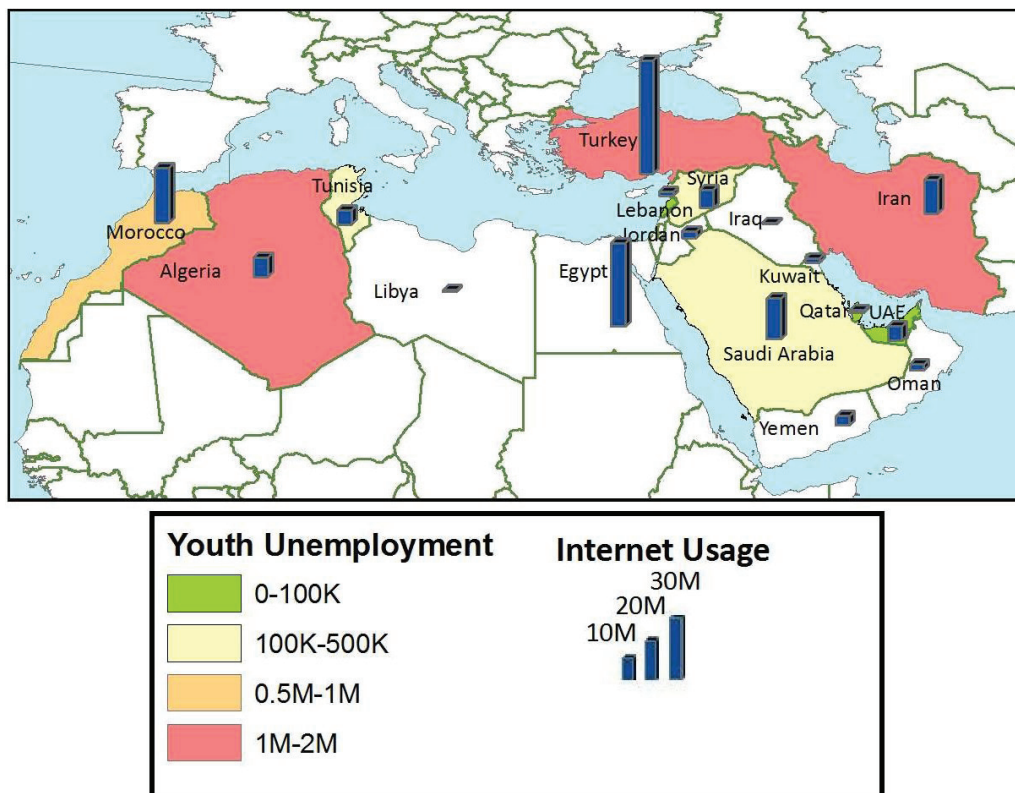 Turkey
Tunisia
Syria
Iran
Lebanon
Morocco
Iraq
Jordan
Algeria
Egypt
Kuwait
Libya
Qatar
UAE
Saudi Arabia
Oman
Yemen
Youth Unemployment
0-100K
100K-500K
0.5M-1M
1M-2M
Internet Usage
30M
20M
10M